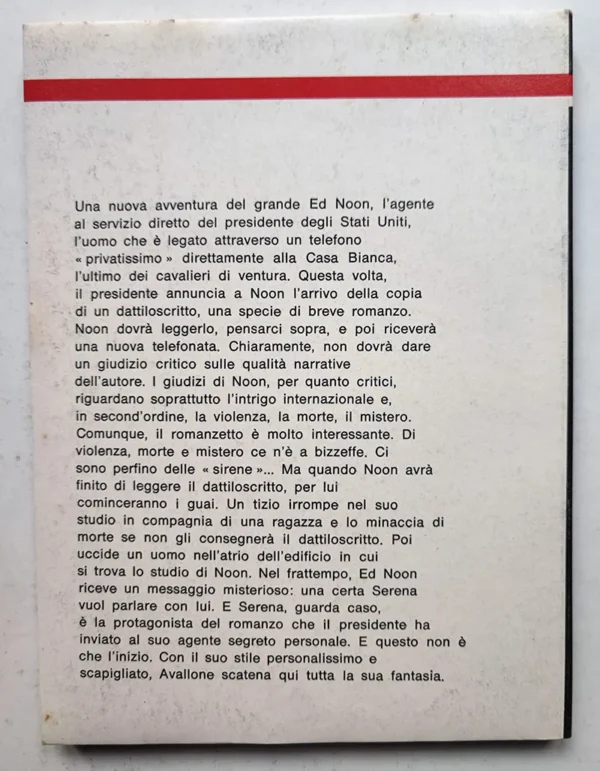 Una nuova avventura del grande Ed Noon, l'agente
al servizio diretto del presidente degli Stati Uniti,
l'uomo che è legato attraverso un telefono
« privatissimo » direttamente alla Casa Bianca,
l'ultimo dei cavalieri di ventura. Questa volta,
il presidente annuncia a Noon l'arrivo della copia
di un dattiloscritto, una specie di breve romanzo.
Noon dovrà leggerlo, pensarci sopra, e poi riceverà
una nuova telefonata. Chiaramente, non dovrà dare
un giudizio critico sulle qualità narrative
dell'autore. I giudizi di Noon, per quanto critici,
riguardano soprattutto l'intrigo internazionale e,
in second'ordine, la violenza, la morte, il mistero.
Comunque, il romanzetto è molto interessante. Di
violenza, morte e mistero ce n'è a bizzeffe. Ci
sono perfino delle « sirene »... Ma quando Noon avrà
finito di leggere il dattiloscritto, per lui
cominceranno i guai. Un tizio irrompe nel suo
studio in compagnia di una ragazza e lo minaccia di
morte se non gli consegnerà il dattiloscritto. Poi
uccide un uomo nell'atrio dell'edificio in cui
si trova lo studio di Noon. Nel frattempo, Ed Noon
riceve un messaggio misterioso: una certa Serena
vuol parlare con lui. E Serena, guarda caso,
è la protagonista del romanzo che il presidente ha
inviato al suo agente segreto personale. E questo non è
che l'inizio. Con il suo stile personalissimo e
scapigliato, Avallone scatena qui tutta la sua fantasia.